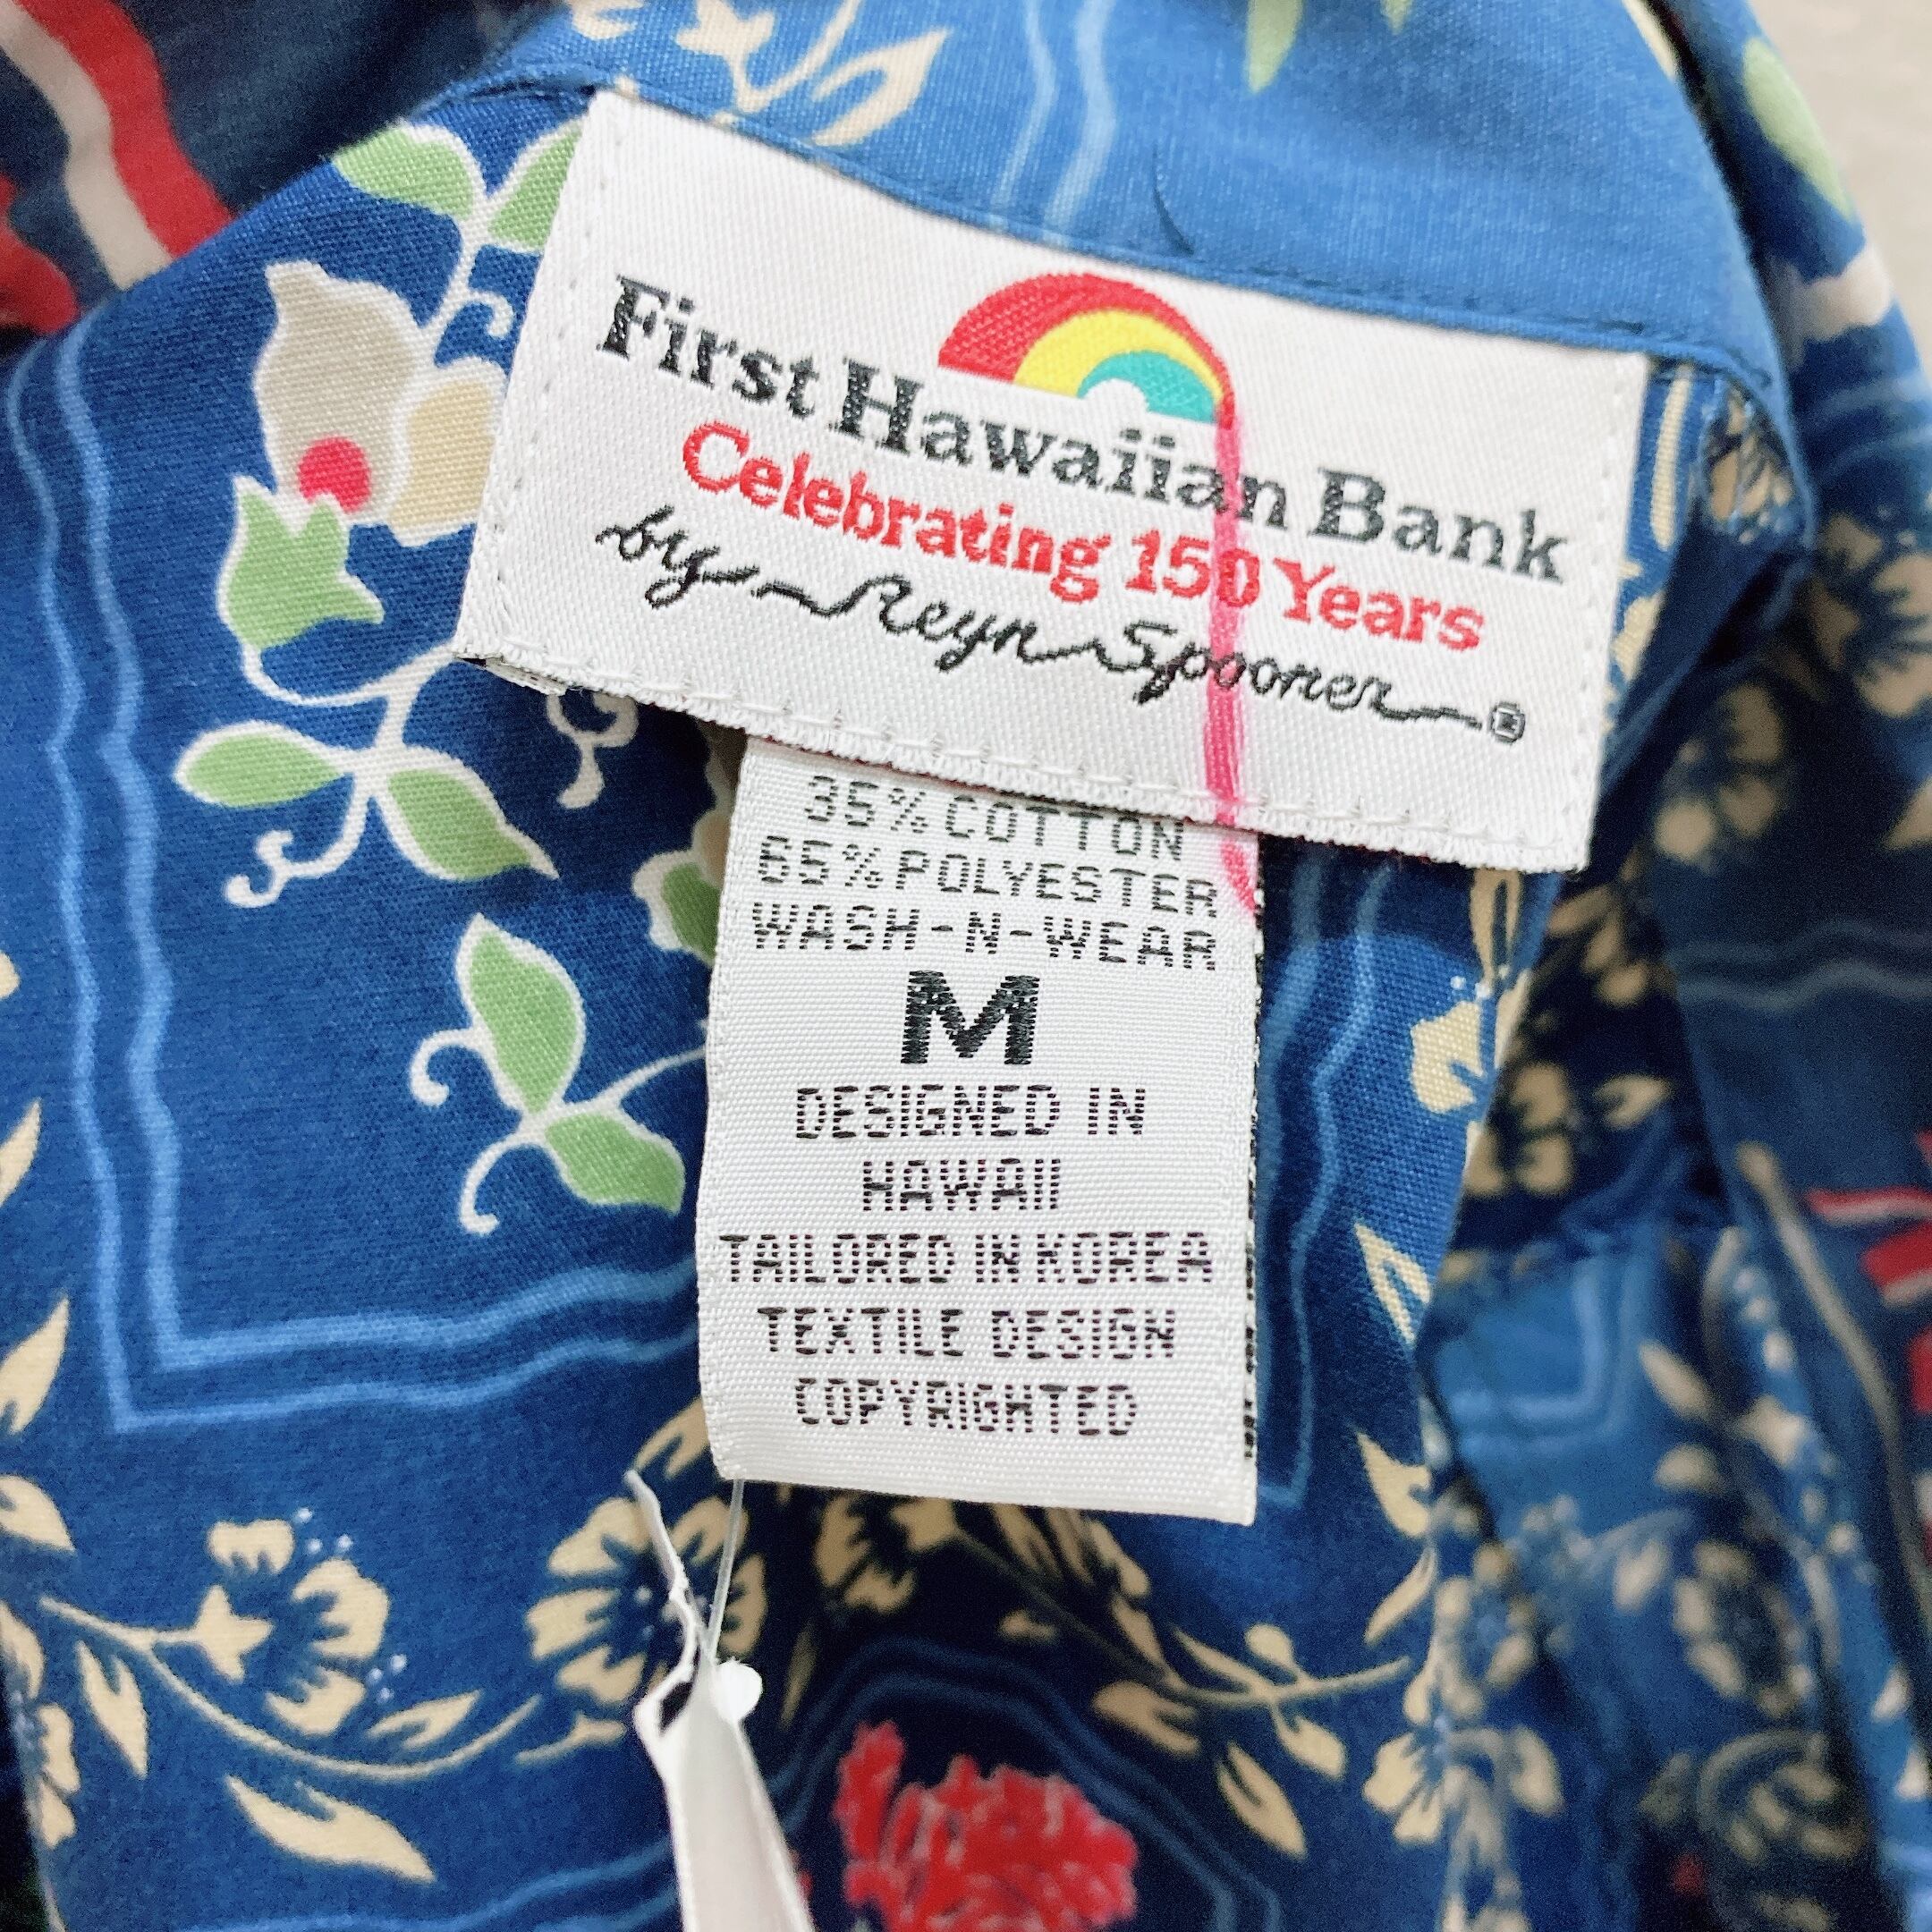 First Hawaiian Bank
Celebrating 150 Years
by Reyn Spooner ®
35% COTTON
65% POLYESTER
WASH-N-WEAR
M
DESIGNED IN
HAWAII
TAILORED IN KOREA
TEXTILE DESIGN
COPYRIGHTED